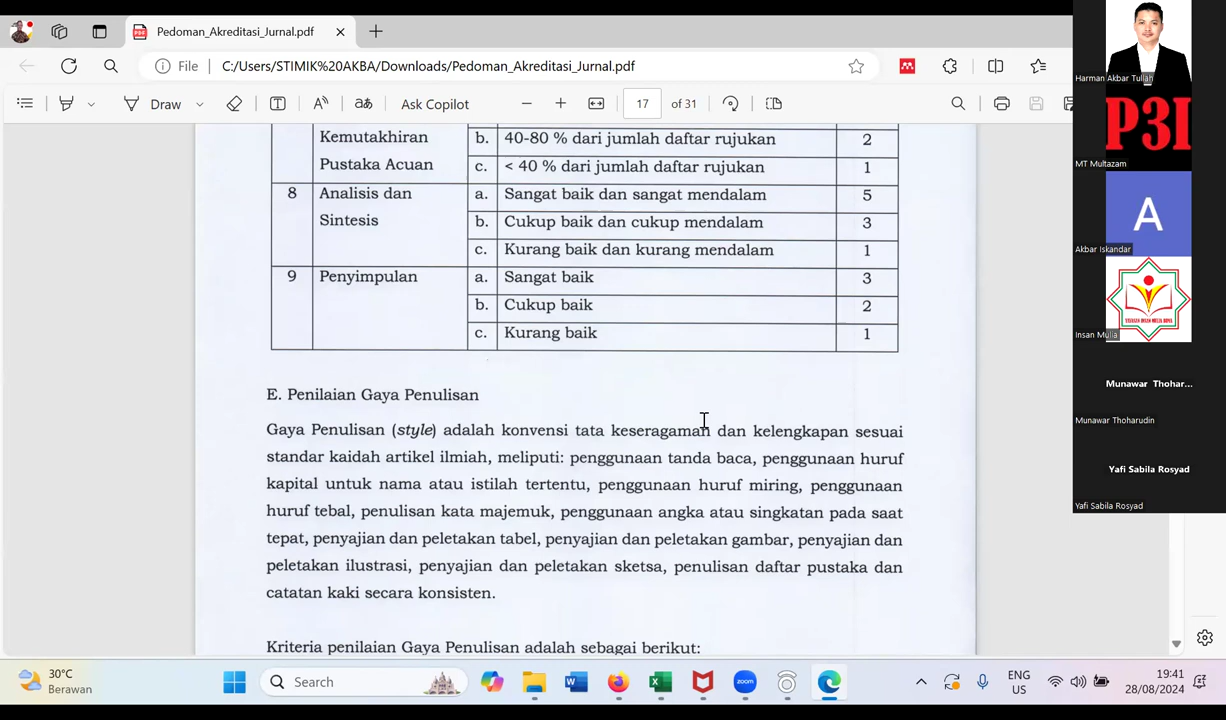 Pedoman_Akreditasi_Jurnal.pdf
File C:/Users/STIMIK%20AKBA/Downloads/Pedoman_Akreditasi_Jurnal.pdf
Draw Ask Copilot 17 of 31
Kemutakhiran b. 40-80 % dari jumlah daftar rujukan 2
Pustaka Acuan c. < 40 % dari jumlah daftar rujukan 1
8 Analisis dan a. Sangat baik dan sangat mendalam 5
Sintesis b. Cukup baik dan cukup mendalam 3
c. Kurang baik dan kurang mendalam 1
9 Penyimpulan a. Sangat baik 3
b. Cukup baik 2
c. Kurang baik 1
E. Penilaian Gaya Penulisan
Gaya Penulisan (style) adalah konvensi tata keseragaman dan kelengkapan sesuai
standar kaidah artikel ilmiah, meliputi: penggunaan tanda baca, penggunaan huruf
kapital untuk nama atau istilah tertentu, penggunaan huruf miring, penggunaan
huruf tebal, penulisan kata majemuk, penggunaan angka atau singkatan pada saat
tepat, penyajian dan peletakan tabel, penyajian dan peletakan gambar, penyajian dan
peletakan ilustrasi, penyajian dan peletakan sketsa, penulisan daftar pustaka dan
catatan kaki secara konsisten.
Kriteria penilaian Gaya Penulisan adalah sebagai berikut:
Harman Akbar Tullah
P3I
MT Multazam
A
Akbar Iskandar
Insan Mulia
Munawar Thohar...
Munawar Thoharudin
Yafi Sabila Rosyad
Yafi Sabila Rosyad
30°C
Berawan
Search
zoom
ENG
US
19:41
28/08/2024